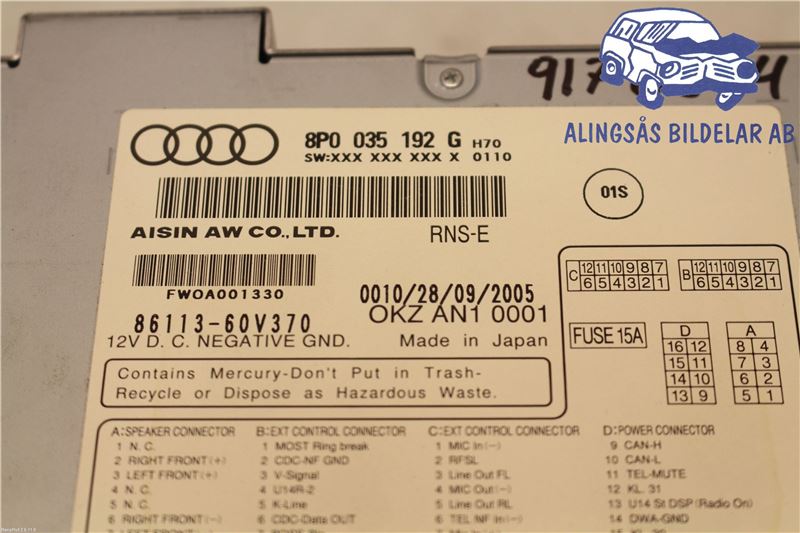 ALINGSÅS BILDELAR AB
8P0 035 192 G H70
SW:XXX XXX XXX X 0110
01S
AISIN AW CO.,LTD.
RNS-E
FWOA001330
0010/28/09/2005
86113-60V370
OKZ AN1 0001
12V D. C. NEGATIVE GND.
Made in Japan
Contains Mercury-Don't Put in Trash-
Recycle or Dispose as Hazardous Waste.
C 12 11 10 9 8 7
6 5 4 3 2 1
B 12 11 10 9 8 7
6 5 4 3 2 1
FUSE 15A
D
16 12
15 11
14 10
13 9
A
8 4
7 3
6 2
5 1
A:SPEAKER CONNECTOR
1 N. C.
2 RIGHT FRONT(+)
3 LEFT FRONT(+)
4 N. C.
5 N. C.
6 RIGHT FRONT(-)
7 LEFT FRONT(-)
B:EXT CONTROL CONNECTOR
1 MOST Ring break
2 CDC-NF GND
3 V-Signal
4 U14R-2
5 K-Line
6 CDC-Data OUT
C:EXT CONTROL CONNECTOR
1 MIC In(-)
2 RFSL
3 Line Out FL
4 MIC Out(-)
5 Line Out RL
6 TEL NF In(-)
D:POWER CONNECTOR
9 CAN-H
10 CAN-L
11 TEL-MUTE
12 KL. 31
13 U14 St DSP (Radio On)
14 DWA-GND